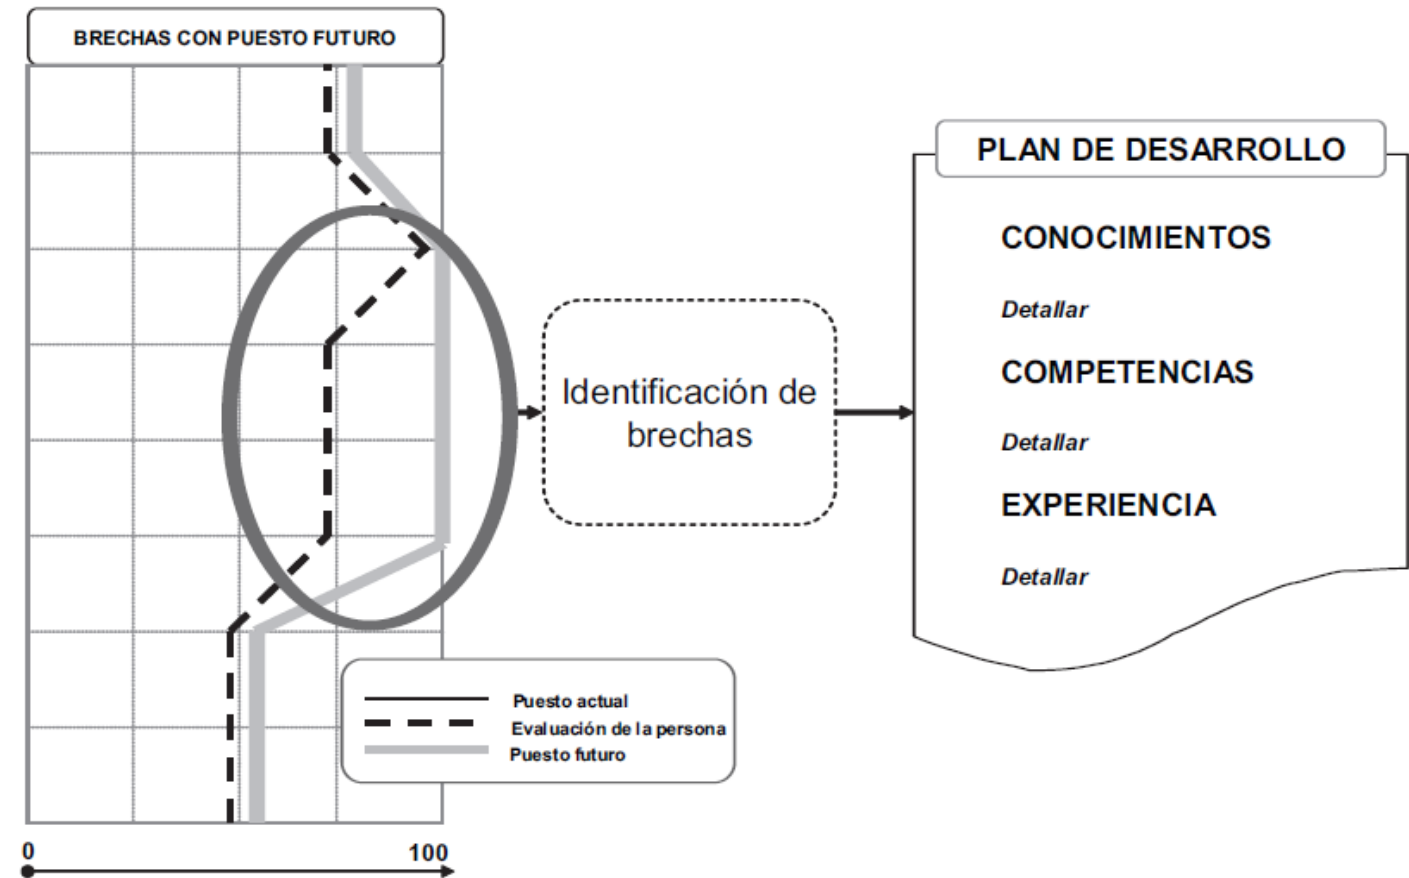 BRECHAS CON PUESTO FUTURO
0
100
Puesto actual
Evaluación de la persona
Puesto futuro
Identificación de
brechas
PLAN DE DESARROLLO
CONOCIMIENTOS
Detallar
COMPETENCIAS
Detallar
EXPERIENCIA
Detallar